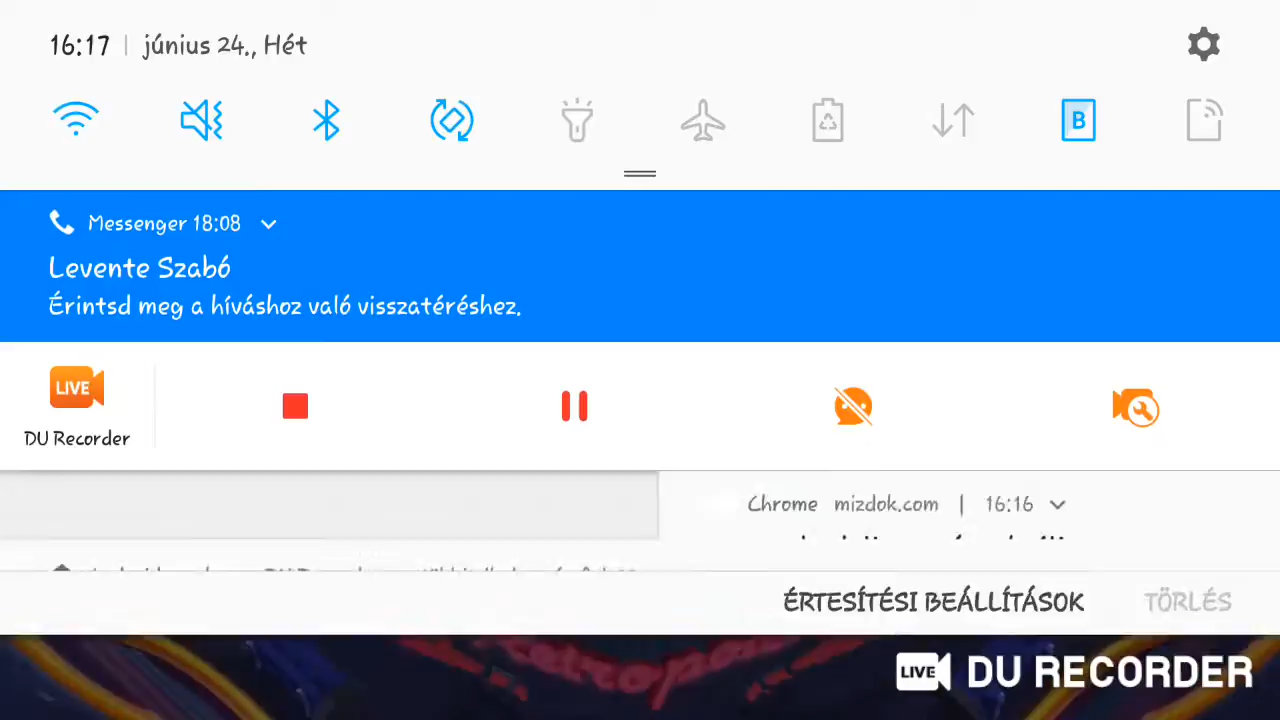 16:17 | június 24., Hét
B
Messenger 18:08
Levente Szabó
Érintsd meg a híváshoz való visszatéréshez.
LIVE
DU Recorder
Chrome mizdok.com | 16:16
ÉRTESÍTÉSI BEÁLLÍTÁSOK TÖRLÉS
LIVE DU RECORDER